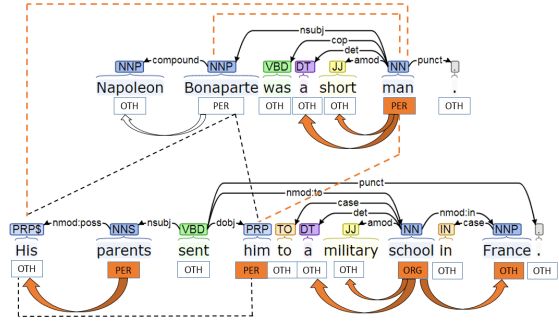 nsubj
cop
det
NNP compound NNP VBD DT JJ amod NN punct .
Napoleon Bonaparte was a short man .
OTH PER OTH OTH OTH PER OTH
punct
nmod:to
case
det
PRP$ nmod:poss NNS nsubj VBD dobj PRP TO DT JJ amod NN nmod:in IN case NNP .
His parents sent him to a military school in France .
OTH PER OTH PER OTH OTH OTH ORG OTH OTH OTH